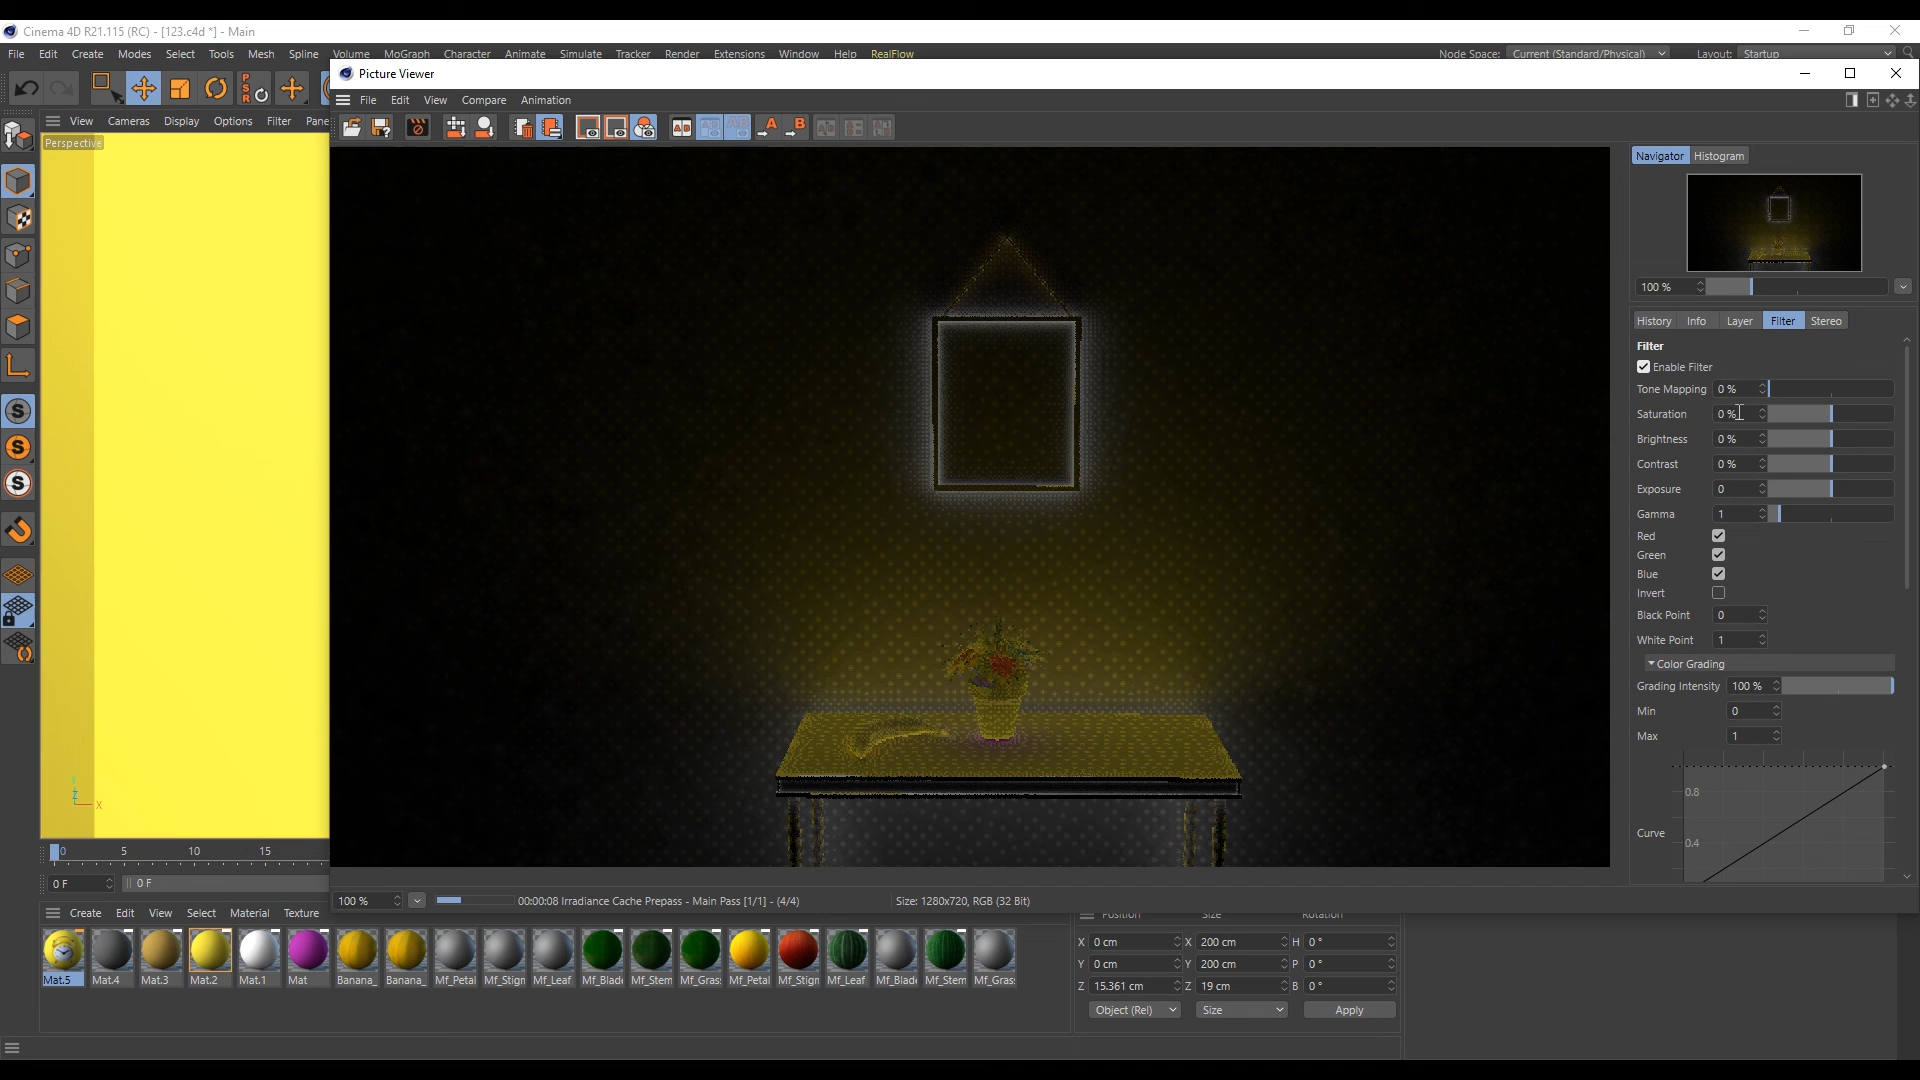 Cinema 4D R21.115 (RC) - [123.c4d *] - Main
File Edit Create Modes Select Tools Mesh Spline Volume MoGraph Character Animate Simulate Tracker Render Extensions Window Help RealFlow Node Space: Current (Standard/Physical) Layout: Startup
Picture Viewer
File Edit View Compare Animation
View Cameras Display Options Filter Pane
Perspective
Navigator Histogram
100 %
History Info Layer Filter Stereo
Filter
Enable Filter
Tone Mapping 0 %
Saturation 0 %
Brightness 0 %
Contrast 0 %
Exposure 0
Gamma 1
Red
Green
Blue
Invert
Black Point 0
White Point 1
Color Grading
Grading Intensity 100 %
Min 0
Max 1
0.8
Curve
0.4
Y
Z
X
0 5 10 15
0 F 0 F
100 % 00:00:08 Irradiance Cache Prepass - Main Pass [1/1] - (4/4) Size: 1280x720, RGB (32 Bit)
Create Edit View Select Material Texture
Position Size Rotation
X 0 cm X 200 cm H 0 °
Y 0 cm Y 200 cm P 0 °
Z 15.361 cm Z 19 cm B 0 °
Object (Rel) Size Apply
Mat.5 Mat.4 Mat.3 Mat.2 Mat.1 Mat Banana_ Banana_ Mf_Petal Mf_Stign Mf_Leaf Mf_Blade Mf_Stem Mf_Gras: Mf_Petal Mf_Stign Mf_Leaf Mf_Blade Mf_Stem Mf_Gras: